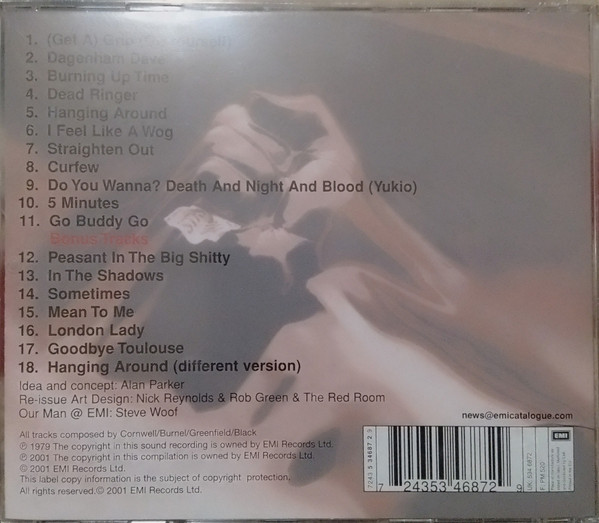 1. (Get A) Grip (On Yourself)
2. Dagenham Dave
3. Burning Up Time
4. Dead Ringer
5. Hanging Around
6. I Feel Like A Wog
7. Straighten Out
8. Curfew
9. Do You Wanna? Death And Night And Blood (Yukio)
10. 5 Minutes
11. Go Buddy Go
Bonus Tracks
12. Peasant In The Big Shitty
13. In The Shadows
14. Sometimes
15. Mean To Me
16. London Lady
17. Goodbye Toulouse
18. Hanging Around (different version)
Idea and concept: Alan Parker
Re-issue Art Design: Nick Reynolds & Rob Green & The Red Room
Our Man @ EMI: Steve Woof
news@emicatalogue.com
All tracks composed by Cornwell/Burnel/Greenfield/Black
℗ 1979 The copyright in this sound recording is owned by EMI Records Ltd.
℗ 2001 The copyright in this compilation is owned by EMI Records Ltd.
© 2001 EMI Records Ltd.
This label copy information is the subject of copyright protection.
All rights reserved.© 2001 EMI Records Ltd.
7243 5 34687 2 9
7 24353 46872 9
EMI